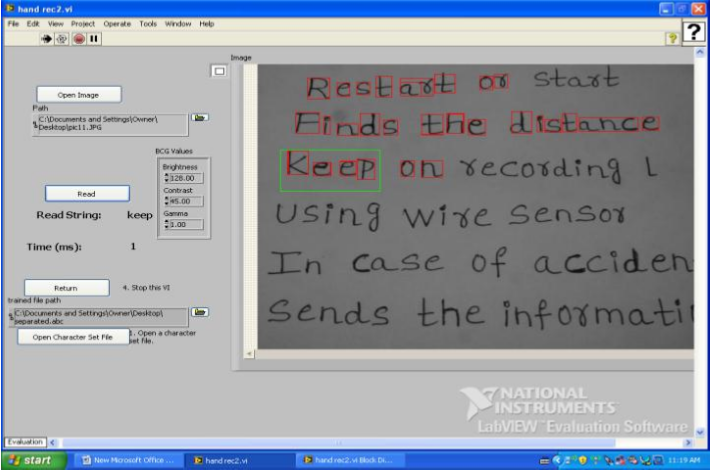 hand rec2.vi
File Edit View Project Operate Tools Window Help
Image
Open Image
Path
C:\Documents and Settings\Owner\
Desktop\pic11.JPG
BCG Values
Brightness
128.00
Contrast
45.00
Gamma
1.00
Read
Read String: keep
Time (ms): 1
Return 4. Stop this VI
trained file path
C:\Documents and Settings\Owner\Desktop\
separated.abc
Open Character Set File 1. Open a character
set file.
Restart or start
Finds the distance
Keep on recording L
Using wire sensor
In case of acciden
Sends the informati
NATIONAL
INSTRUMENTS
LabVIEW Evaluation Software
Evaluation
start New Microsoft Office ... hand rec2.vi hand rec2.vi Block Di... 11:19 AM